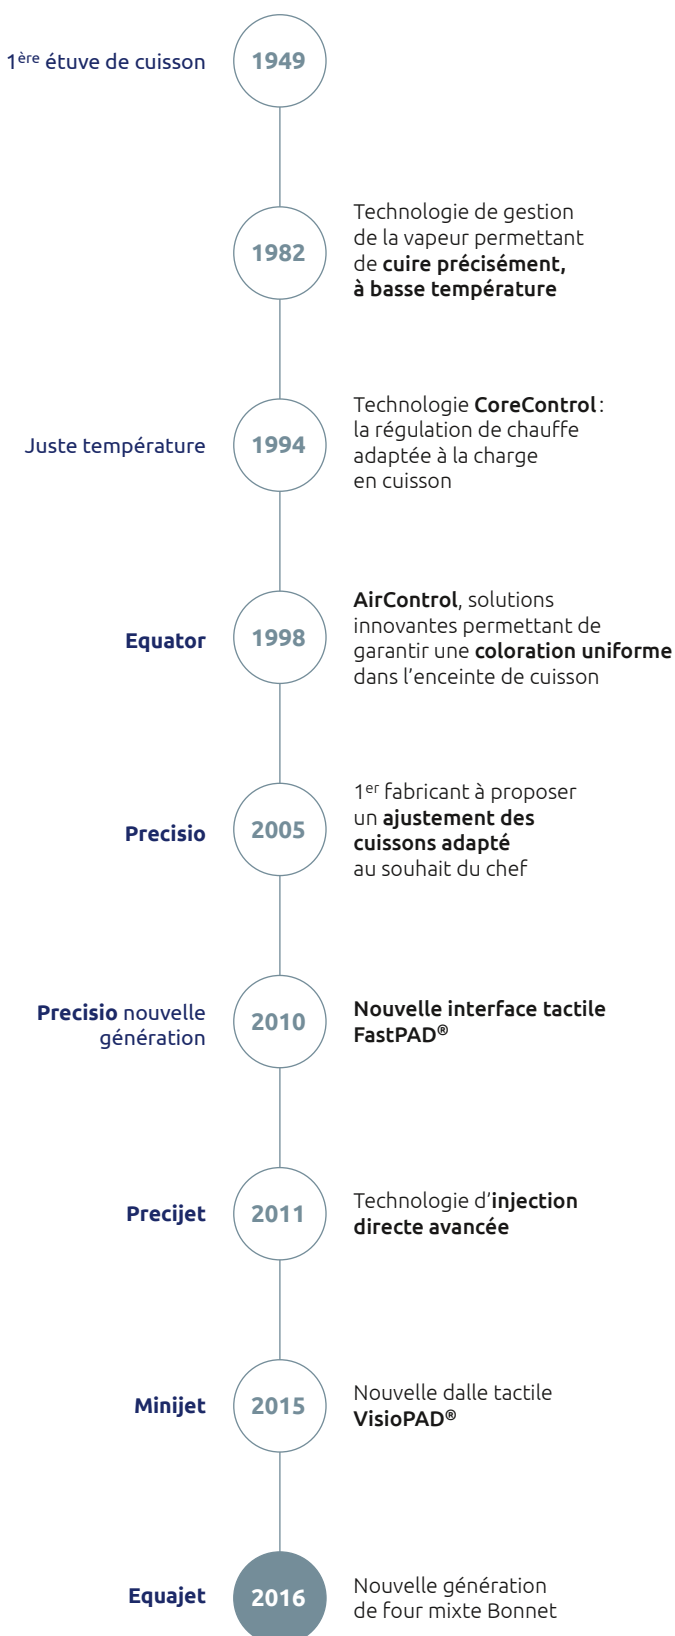 1ère étuve de cuisson
1949
1982
Technologie de gestion
de la vapeur permettant
de cuire précisément,
à basse température
Juste température
1994
Technologie CoreControl :
la régulation de chauffe
adaptée à la charge
en cuisson
Equator
1998
AirControl, solutions
innovantes permettant de
garantir une coloration uniforme
dans l’enceinte de cuisson
Precisio
2005
1er fabricant à proposer
un ajustement des
cuissons adapté
au souhait du chef
Precisio nouvelle
génération
2010
Nouvelle interface tactile
FastPAD®
Precijet
2011
Technologie d’injection
directe avancée
Minijet
2015
Nouvelle dalle tactile
VisioPAD®
Equajet
2016
Nouvelle génération
de four mixte Bonnet